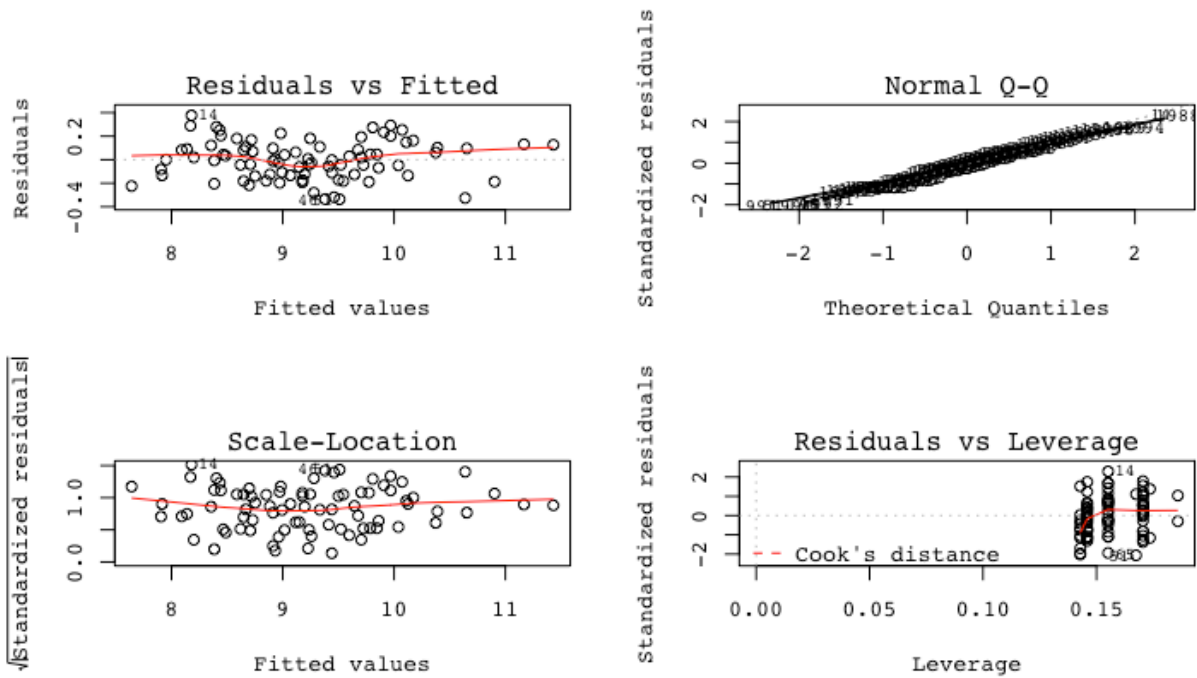 Residuals vs Fitted
Residuals
0.2
-0.4
14
8 9 10 11
Fitted values
Normal Q-Q
Standardized residuals
2
0
-2
-2 -1 0 1 2
Theoretical Quantiles
Scale-Location
√|Standardized residuals|
1.0
0.0
14
8 9 10 11
Fitted values
Residuals vs Leverage
Standardized residuals
2
0
-2
14
Cook's distance
0.00 0.05 0.10 0.15
Leverage